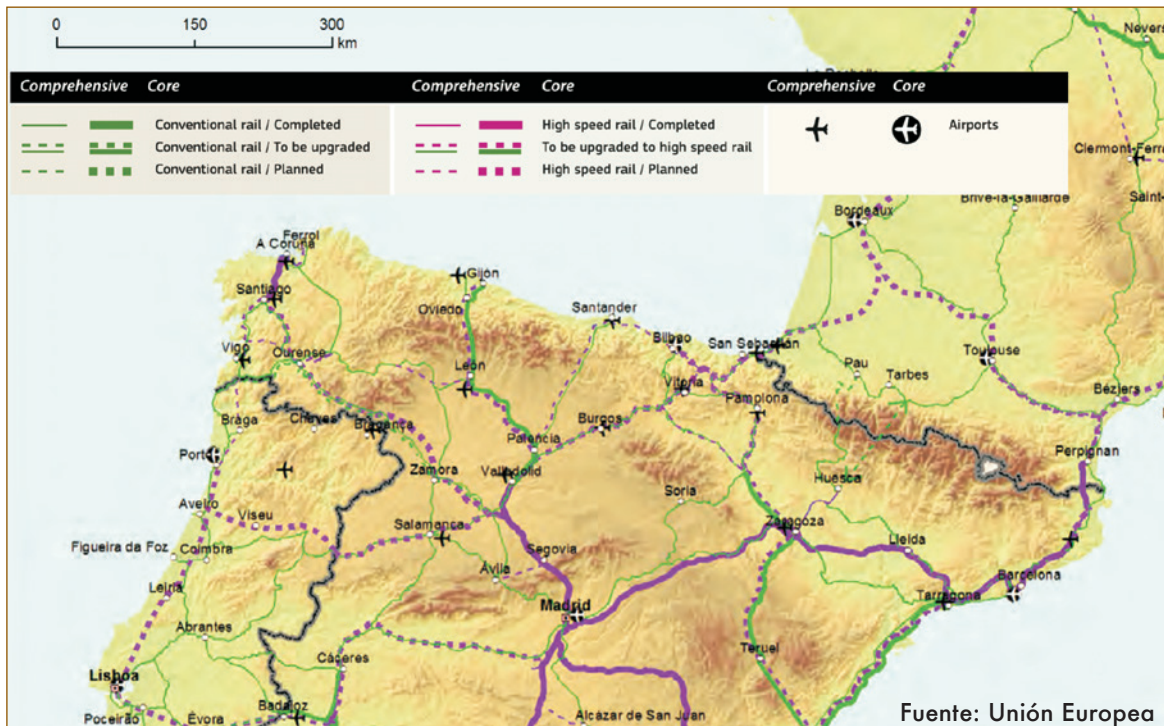 0 150 300
km
Comprehensive Core Comprehensive Core Comprehensive Core
Conventional rail / Completed High speed rail / Completed Airports
Conventional rail / To be upgraded To be upgraded to high speed rail
Conventional rail / Planned High speed rail / Planned
Nevers
Clermont-Ferra
Brive-la-Gaillarde Saint-
Bordeaux
Ferrol
A Coruña
Gijón
Santiago
Oviedo
Santander
Bilbao
San Sebastián
Vigo
Ourense
León
Vitoria
Pau
Toulouse
Tarbes
Béziers
Pamplona
Braga
Chaves
Bragança
Burgos
Palencia
Perpignan
Porto
Zamora
Valladolid
Huesca
Soria
Aveiro
Viseu
Salamanca
Zaragoza
Lleida
Figueira da Foz
Coimbra
Segovia
Ávila
Barcelona
Leiria
Madrid
Tarragona
Abrantes
Teruel
Cáceres
Lisboa
Badajoz
Poceirão
Évora
Alcázar de San Juan
Fuente: Unión Europea